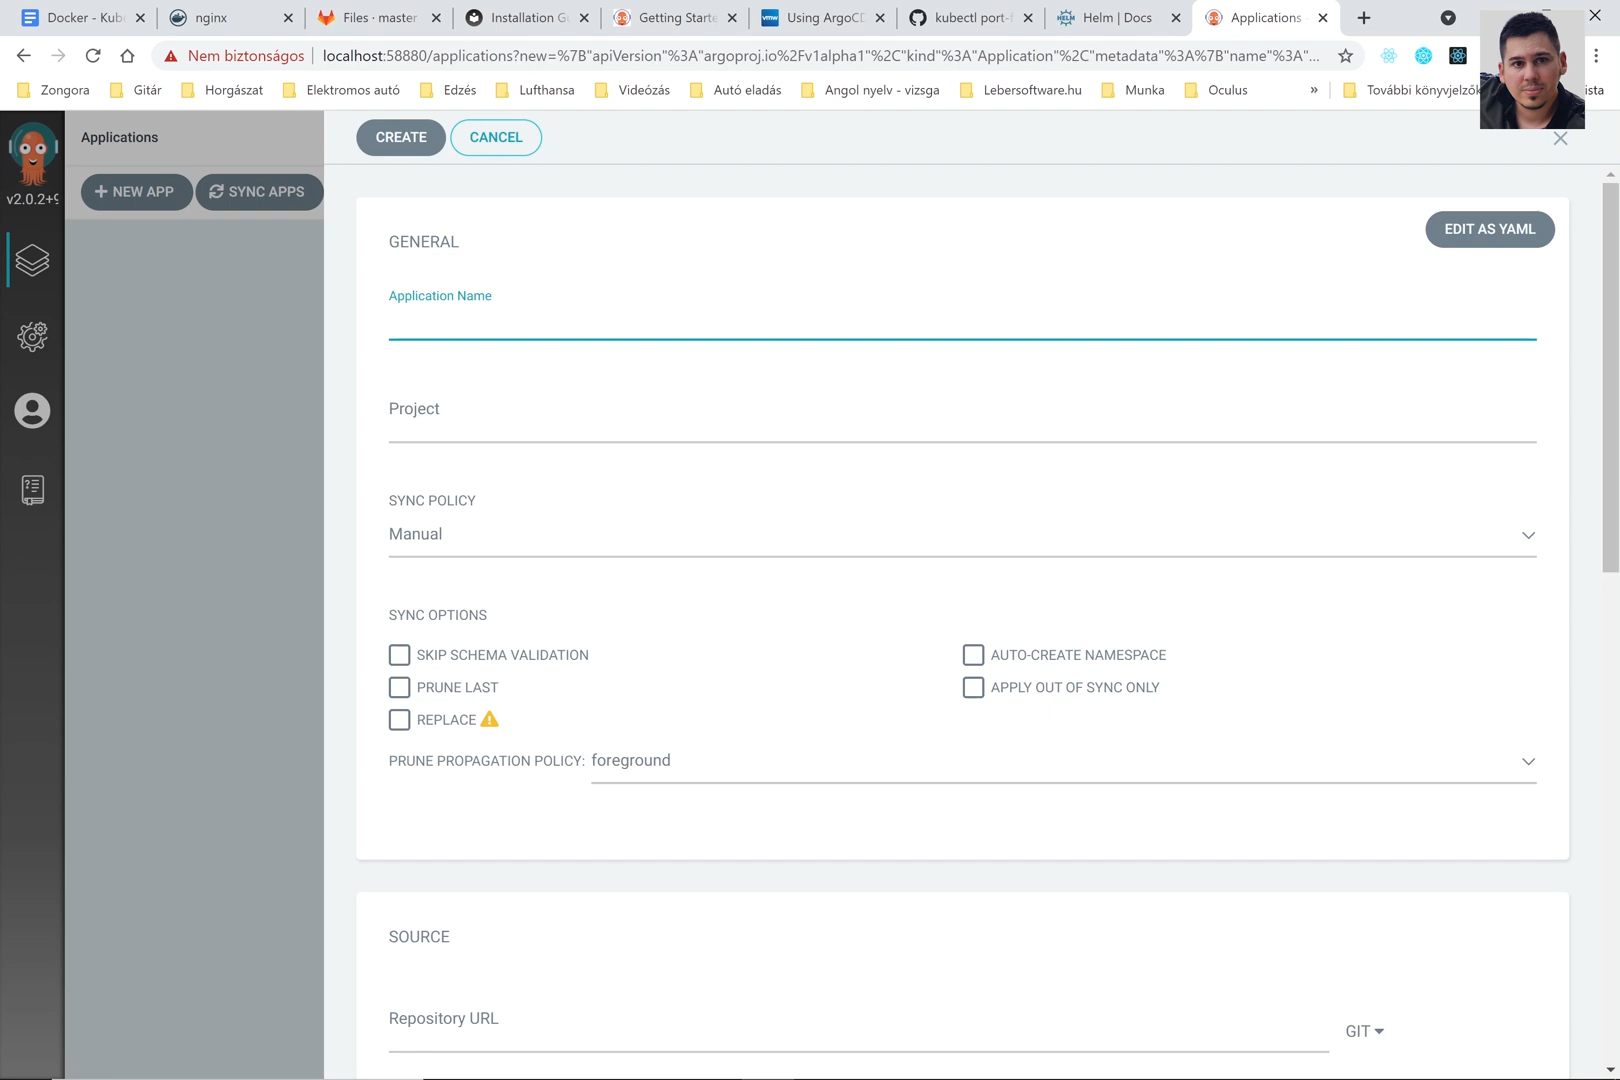 Docker - Kub
nginx
Files · master
Installation Gu
Getting Starte
Using ArgoCD
kubectl port-f
Helm | Docs
Applications
Nem biztonságos
localhost:58880/applications?new=%7B"apiVersion"%3A"argoproj.io%2Fv1alpha1"%2C"kind"%3A"Application"%2C"metadata"%3A%7B"name"%3A"...
Zongora
Gitár
Horgászat
Elektromos autó
Edzés
Lufthansa
Videózás
Autó eladás
Angol nyelv - vizsga
Lebersoftware.hu
Munka
Oculus
»
További könyvjelzők
ista
v2.0.2+9
Applications
NEW APP
SYNC APPS
CREATE
CANCEL
GENERAL
EDIT AS YAML
Application Name
Project
SYNC POLICY
Manual
SYNC OPTIONS
SKIP SCHEMA VALIDATION
AUTO-CREATE NAMESPACE
PRUNE LAST
APPLY OUT OF SYNC ONLY
REPLACE
PRUNE PROPAGATION POLICY: foreground
SOURCE
Repository URL
GIT